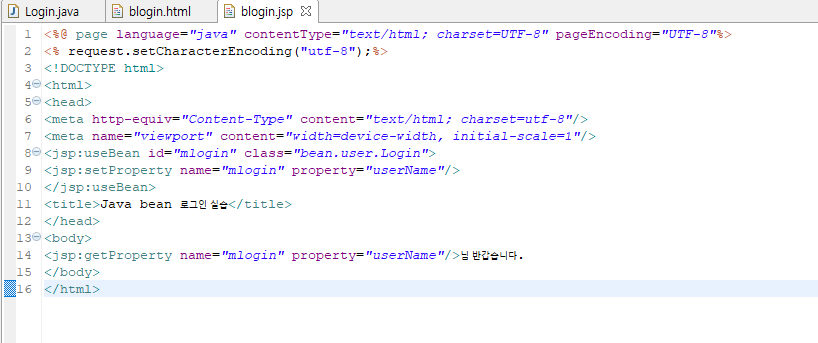 Login.java blogin.html blogin.jsp
1 <%@ page language="java" contentType="text/html; charset=UTF-8" pageEncoding="UTF-8"%>
2 <% request.setCharacterEncoding("utf-8");%>
3 <!DOCTYPE html>
4 <html>
5 <head>
6 <meta http-equiv="Content-Type" content="text/html; charset=utf-8"/>
7 <meta name="viewport" content="width=device-width, initial-scale=1"/>
8 <jsp:useBean id="mlogin" class="bean.user.Login">
9 <jsp:setProperty name="mlogin" property="userName"/>
10 </jsp:useBean>
11 <title>Java bean 로그인 실습</title>
12 </head>
13 <body>
14 <jsp:getProperty name="mlogin" property="userName"/>님 반갑습니다.
15 </body>
16 </html>